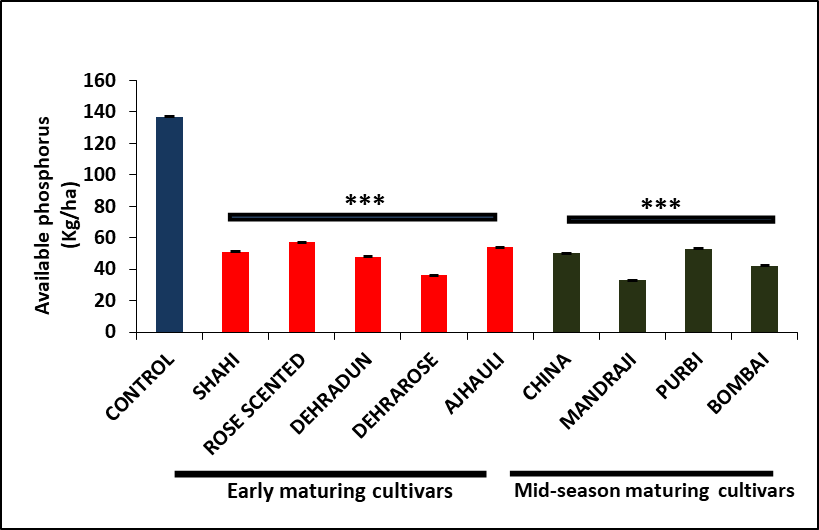 Available phosphorus
(Kg/ha)
160
140
120
100
80
60
40
20
0
***
***
CONTROL
SHAHI
ROSE SCENTED
DEHRADUN
DEHRAROSE
AJHAULI
CHINA
MANDRAJI
PURBI
BOMBAI
Early maturing cultivars
Mid-season maturing cultivars